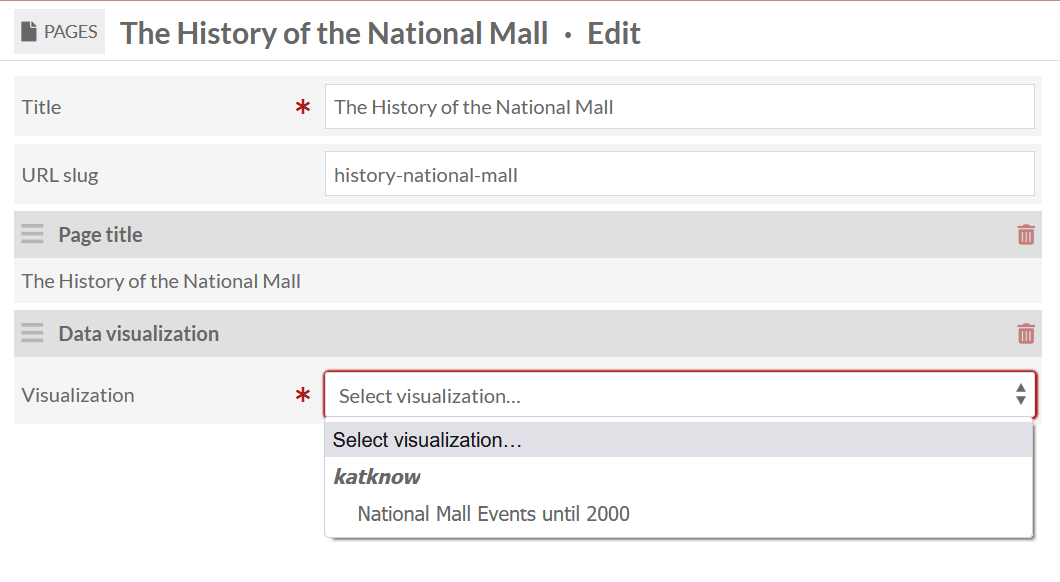 PAGES The History of the National Mall · Edit
Title * The History of the National Mall
URL slug history-national-mall
Page title
The History of the National Mall
Data visualization
Visualization * Select visualization...
Select visualization...
katknow
National Mall Events until 2000